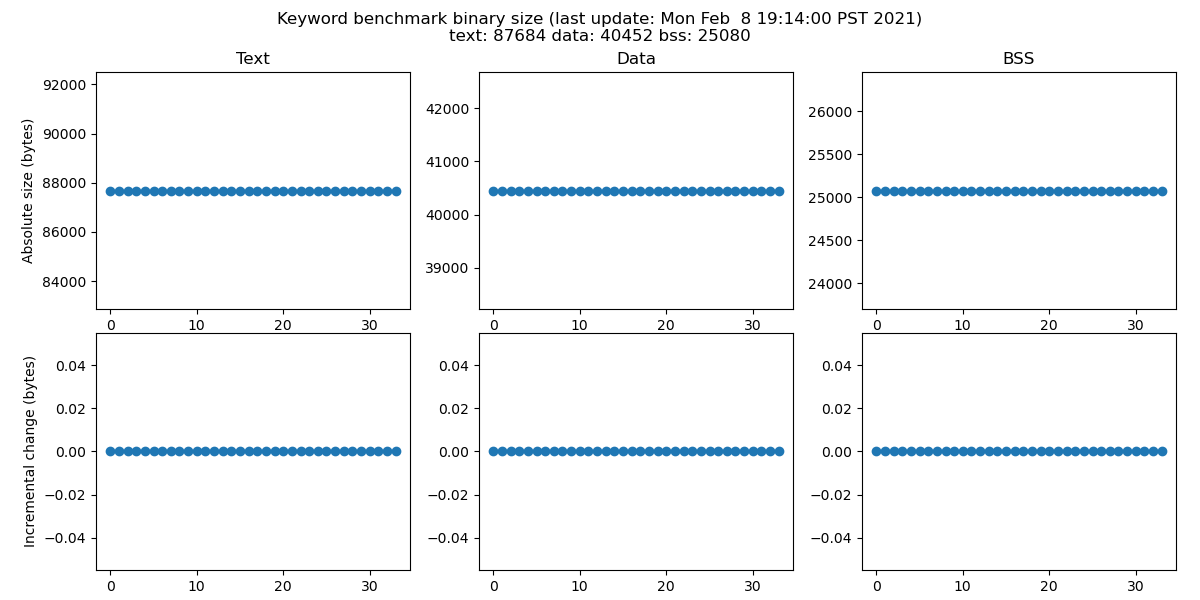 Keyword benchmark binary size (last update: Mon Feb  8 19:14:00 PST 2021)
text: 87684 data: 40452 bss: 25080
Text
Data
BSS
Absolute size (bytes)
92000
90000
88000
86000
84000
0 10 20 30
42000
41000
40000
39000
0 10 20 30
26000
25500
25000
24500
24000
0 10 20 30
Incremental change (bytes)
0.04
0.02
0.00
−0.02
−0.04
0 10 20 30
0.04
0.02
0.00
−0.02
−0.04
0 10 20 30
0.04
0.02
0.00
−0.02
−0.04
0 10 20 30